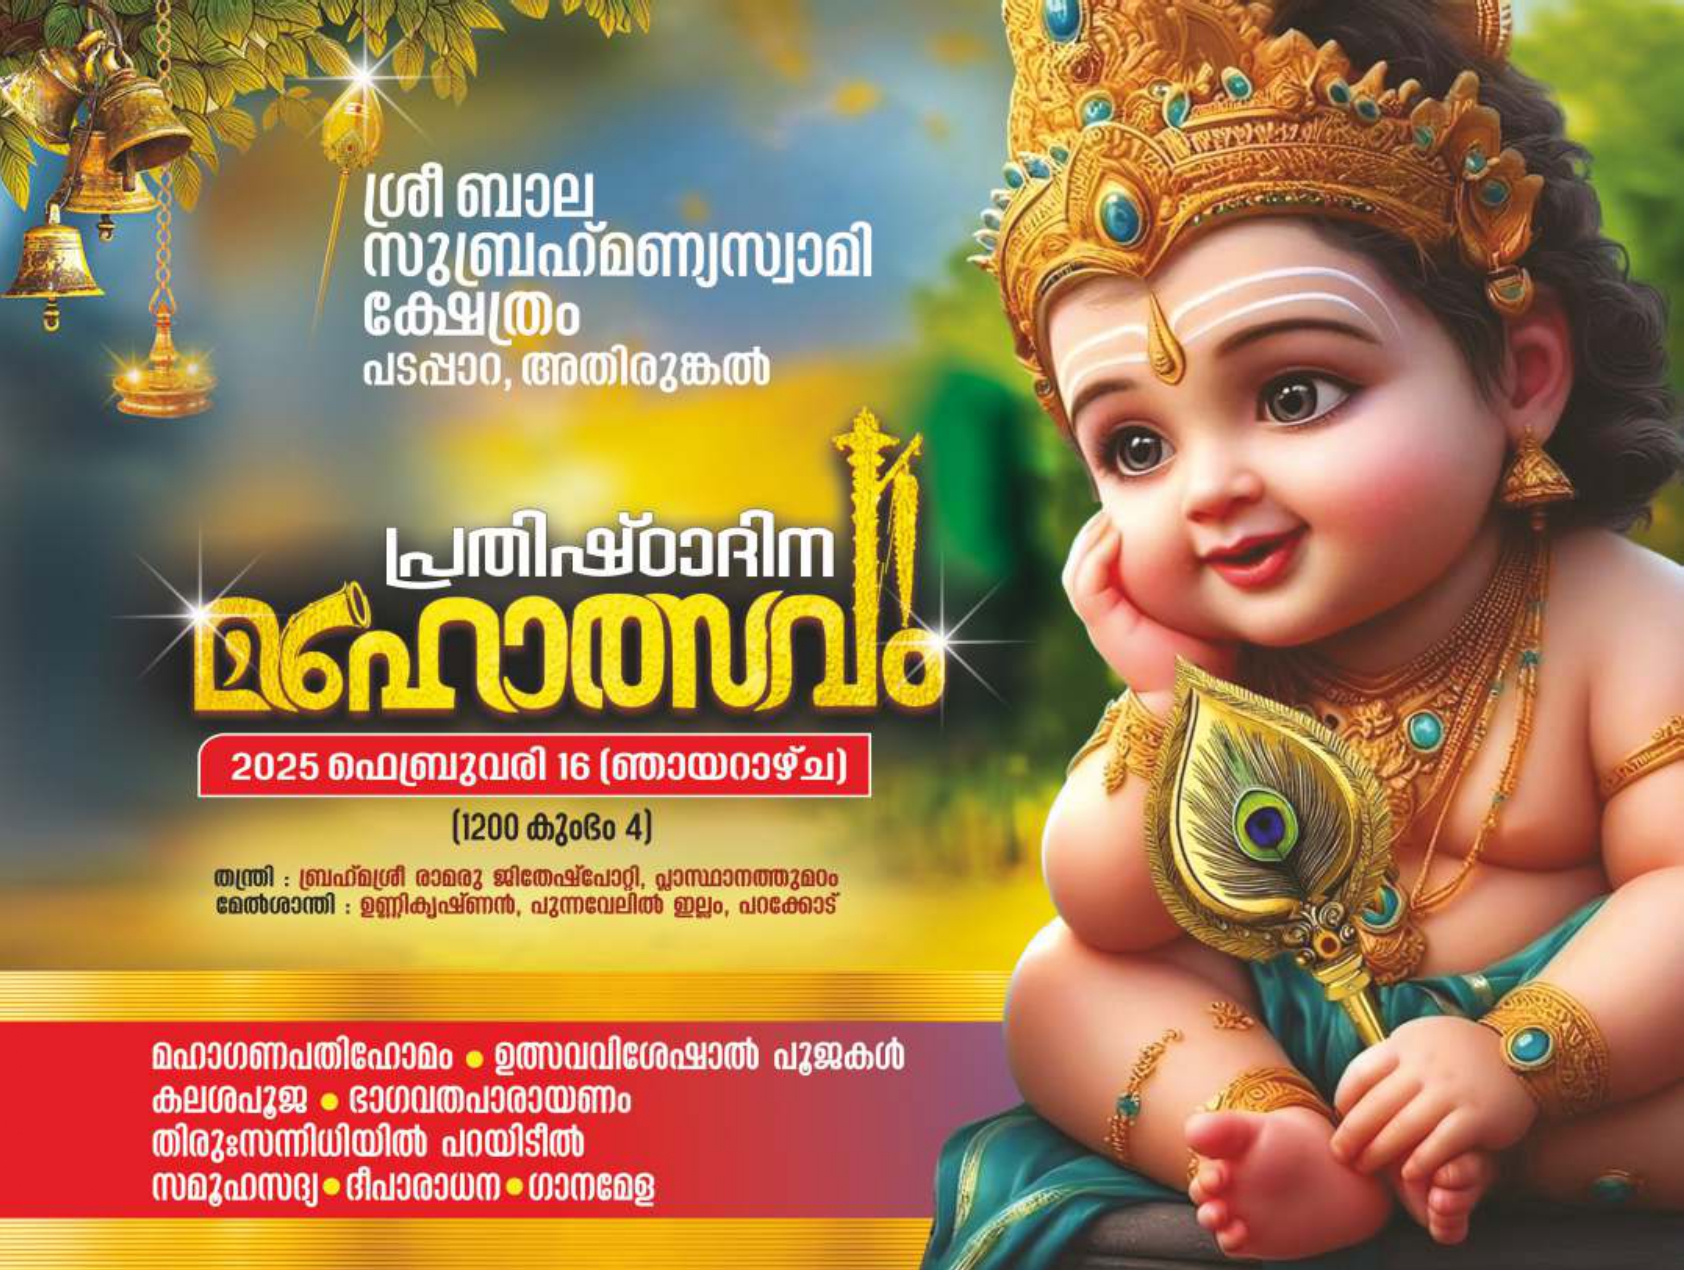 ശ്രീ ബാല
സുബ്രഹ്മണ്യസ്വാമി
ക്ഷേത്രം
പടപ്പാറ, അതിരുങ്കൽ
പ്രതിഷ്ഠാദിന
മഹോത്സവം
2025 ഫെബ്രുവരി 16 (ഞായറാഴ്ച)
(1200 കുംഭം 4)
തന്ത്രി : ബ്രഹ്മശ്രീ രാമരു ജിതേഷ്പോറ്റി, പ്ലാസ്ഥാനത്തുമഠം
മേൽശാന്തി : ഉണ്ണികൃഷ്ണൻ, പുന്നവേലിൽ ഇല്ലം, പറക്കോട്
മഹാഗണപതിഹോമം ● ഉത്സവവിശേഷാൽ പൂജകൾ
കലശപൂജ ● ഭാഗവതപാരായണം
തിരുഃസന്നിധിയിൽ പറയിടീൽ
സമൂഹസദ്യ ● ദീപാരാധന ● ഗാനമേള